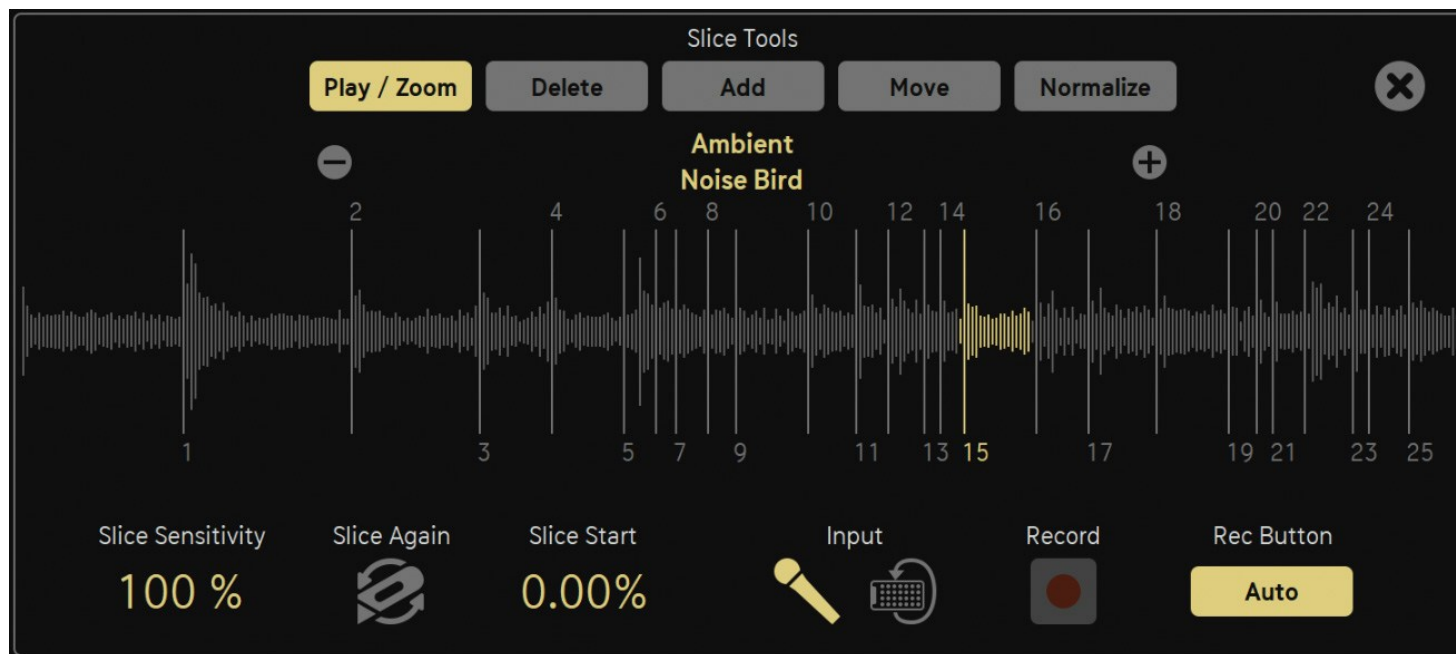 Slice Tools
Play / Zoom Delete Add Move Normalize
Ambient
Noise Bird
2 4 6 8 10 12 14 16 18 20 22 24
1 3 5 7 9 11 13 15 17 19 21 23 25
Slice Sensitivity Slice Again Slice Start Input Record Rec Button
100 % 0.00% Auto